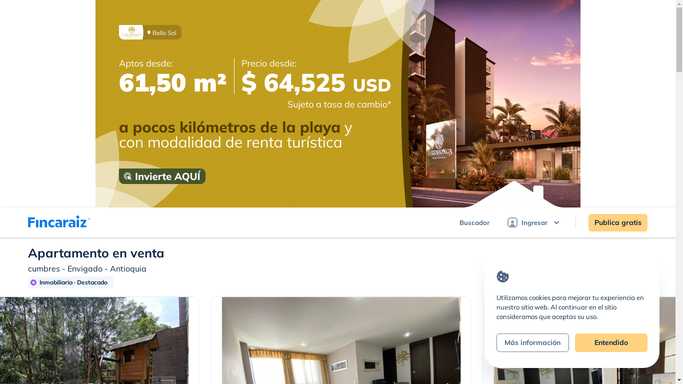 Bello Sol
Aptos desde:
61,50 m²
Precio desde:
$ 64,525 USD
Sujeto a tasa de cambio*
a pocos kilómetros de la playa y
con modalidad de renta turística
Invierte AQUÍ
Fincaraiz
Buscador
Ingresar
Publica gratis
Apartamento en venta
cumbres - Envigado - Antioquia
Inmobiliaria · Destacado
Utilizamos cookies para mejorar tu experiencia en
nuestro sitio web. Al continuar en el sitio
consideramos que aceptas su uso.
Más información
Entendido